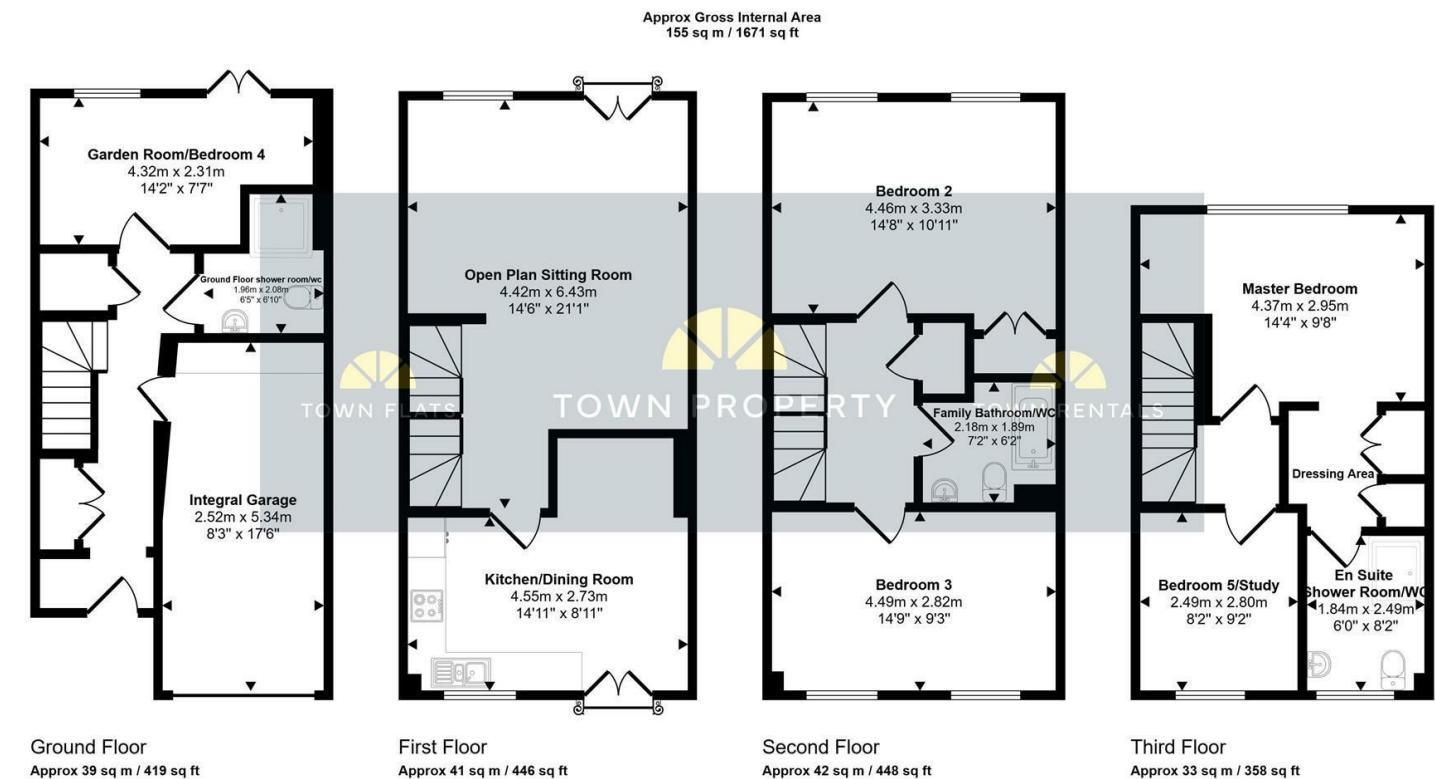 Approx Gross Internal Area
155 sq m / 1671 sq ft
Garden Room/Bedroom 4
4.32m x 2.31m
14'2" x 7'7"
Ground Floor shower room/wc
1.96m x 2.08m
6'5" x 6'10"
Integral Garage
2.52m x 5.34m
8'3" x 17'6"
Open Plan Sitting Room
4.42m x 6.43m
14'6" x 21'1"
Kitchen/Dining Room
4.55m x 2.73m
14'11" x 8'11"
Bedroom 2
4.46m x 3.33m
14'8" x 10'11"
Family Bathroom/WC
2.18m x 1.89m
7'2" x 6'2"
Bedroom 3
4.49m x 2.82m
14'9" x 9'3"
Master Bedroom
4.37m x 2.95m
14'4" x 9'8"
Dressing Area
Bedroom 5/Study
2.49m x 2.80m
8'2" x 9'2"
En Suite
Shower Room/WC
1.84m x 2.49m
6'0" x 8'2"
TOWN FLATS
TOWN PROPERTY
TOWN RENTALS
Ground Floor
Approx 39 sq m / 419 sq ft
First Floor
Approx 41 sq m / 446 sq ft
Second Floor
Approx 42 sq m / 448 sq ft
Third Floor
Approx 33 sq m / 358 sq ft